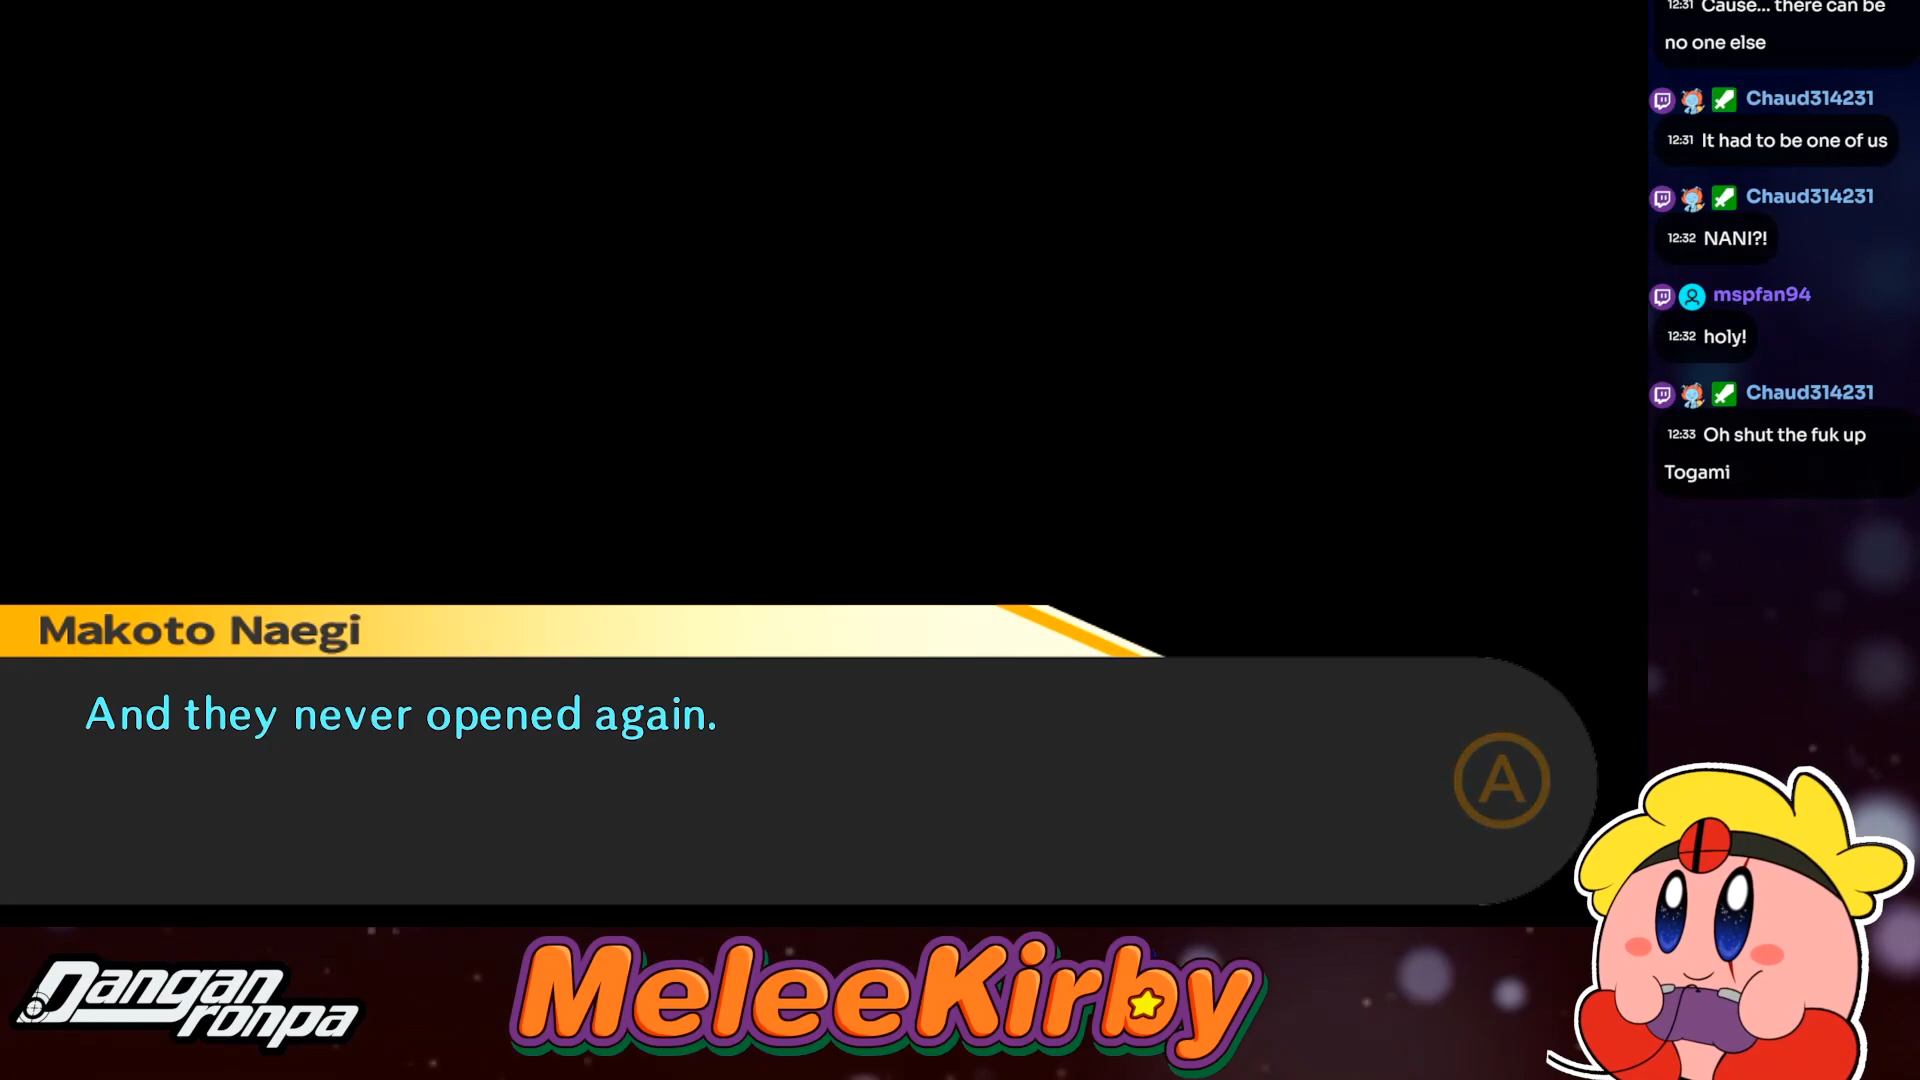 12:31 Cause... there can be
no one else
Chaud314231
12:31 It had to be one of us
Chaud314231
12:32 NANI?!
mspfan94
12:32 holy!
Chaud314231
12:33 Oh shut the fuk up
Togami
Makoto Naegi
And they never opened again.
A
Dangan
ronpa
MeleeKirby